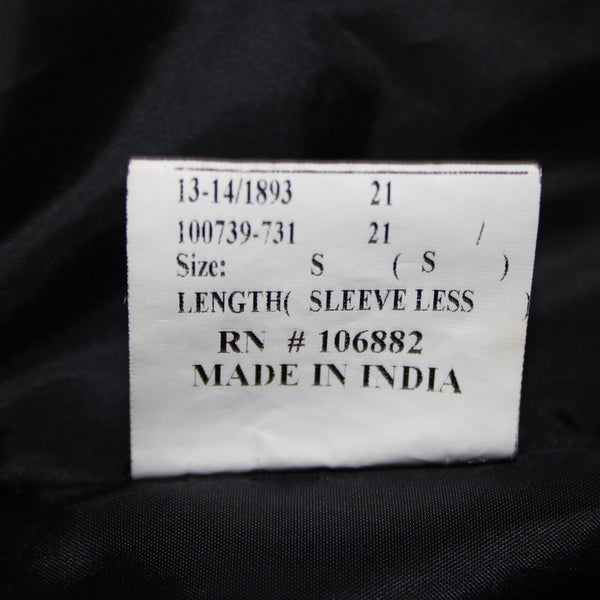 13-14/1893 21
100739-731 21 /
Size: S ( S )
LENGTH( SLEEVE LESS )
RN # 106882
MADE IN INDIA